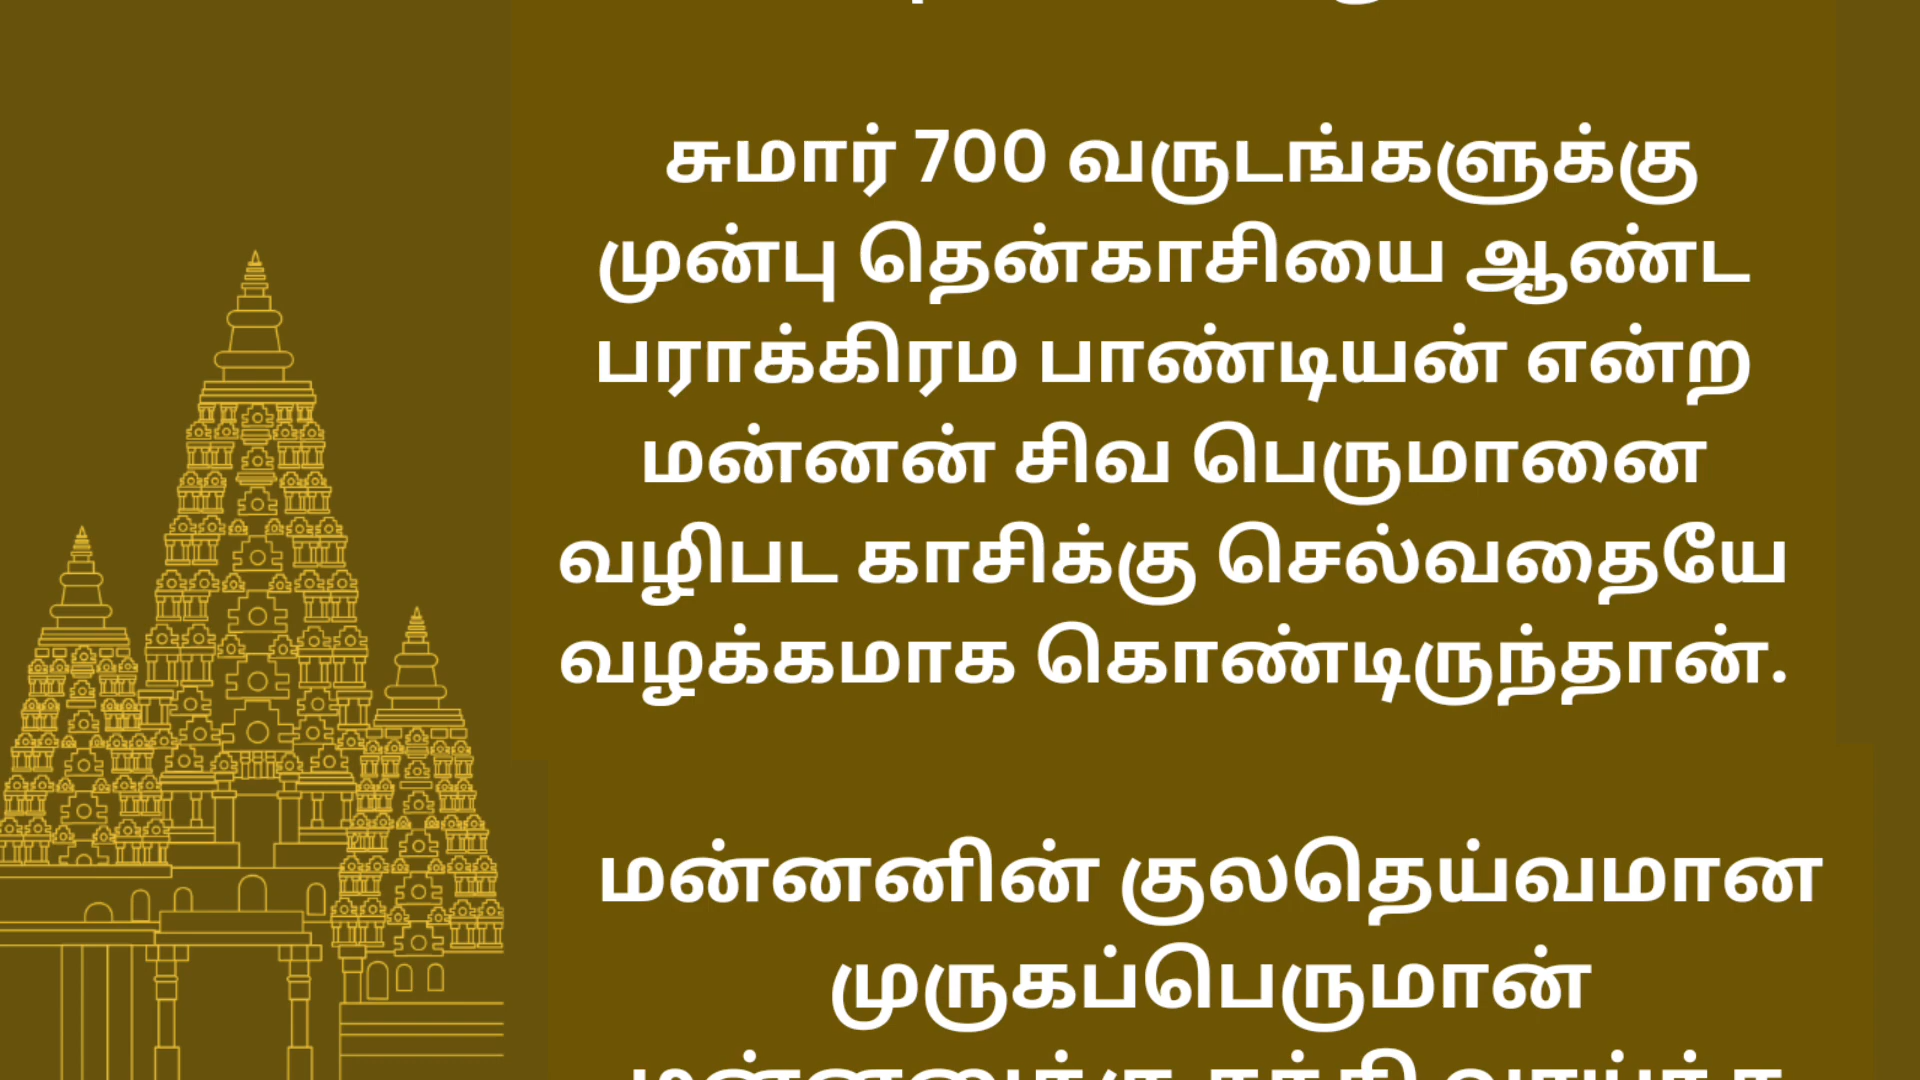 சுமார் 700 வருடங்களுக்கு
முன்பு தென்காசியை ஆண்ட
பராக்கிரம பாண்டியன் என்ற
மன்னன் சிவ பெருமானை
வழிபட காசிக்கு செல்வதையே
வழக்கமாக கொண்டிருந்தான்.
மன்னனின் குலதெய்வமான
முருகப்பெருமான்